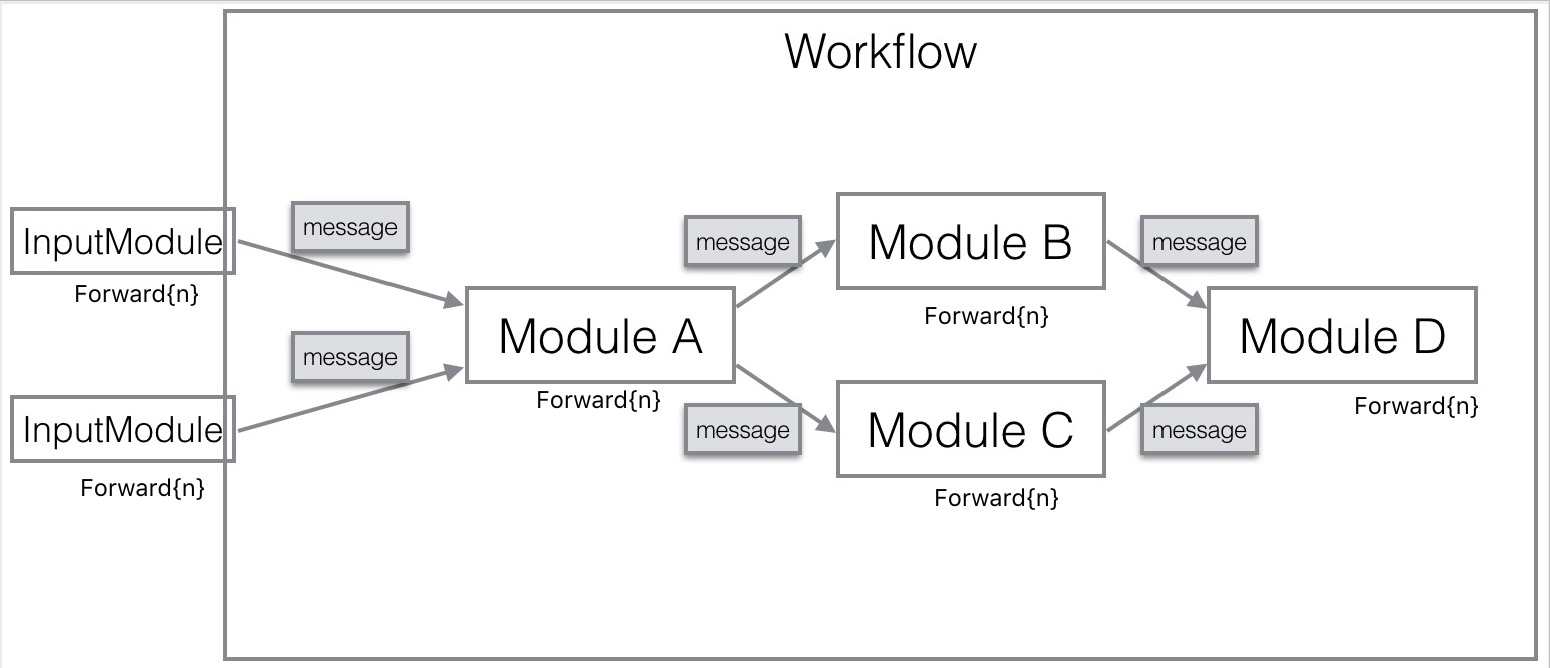 Workflow
InputModule
Forward{n}
message
InputModule
Forward{n}
message
Module A
Forward{n}
message
message
Module B
Forward{n}
Module C
Forward{n}
message
message
Module D
Forward{n}